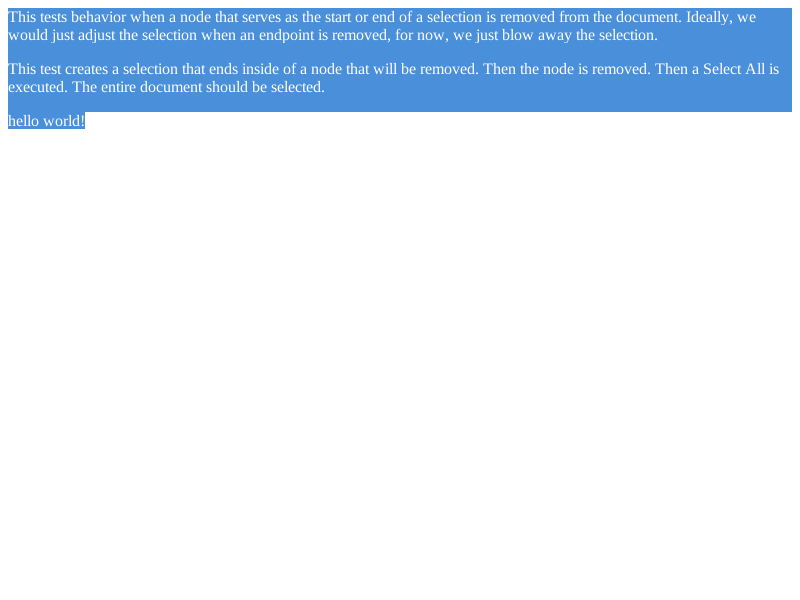 This tests behavior when a node that serves as the start or end of a selection is removed from the document. Ideally, we
would just adjust the selection when an endpoint is removed, for now, we just blow away the selection.
This test creates a selection that ends inside of a node that will be removed. Then the node is removed. Then a Select All is
executed. The entire document should be selected.
hello world!